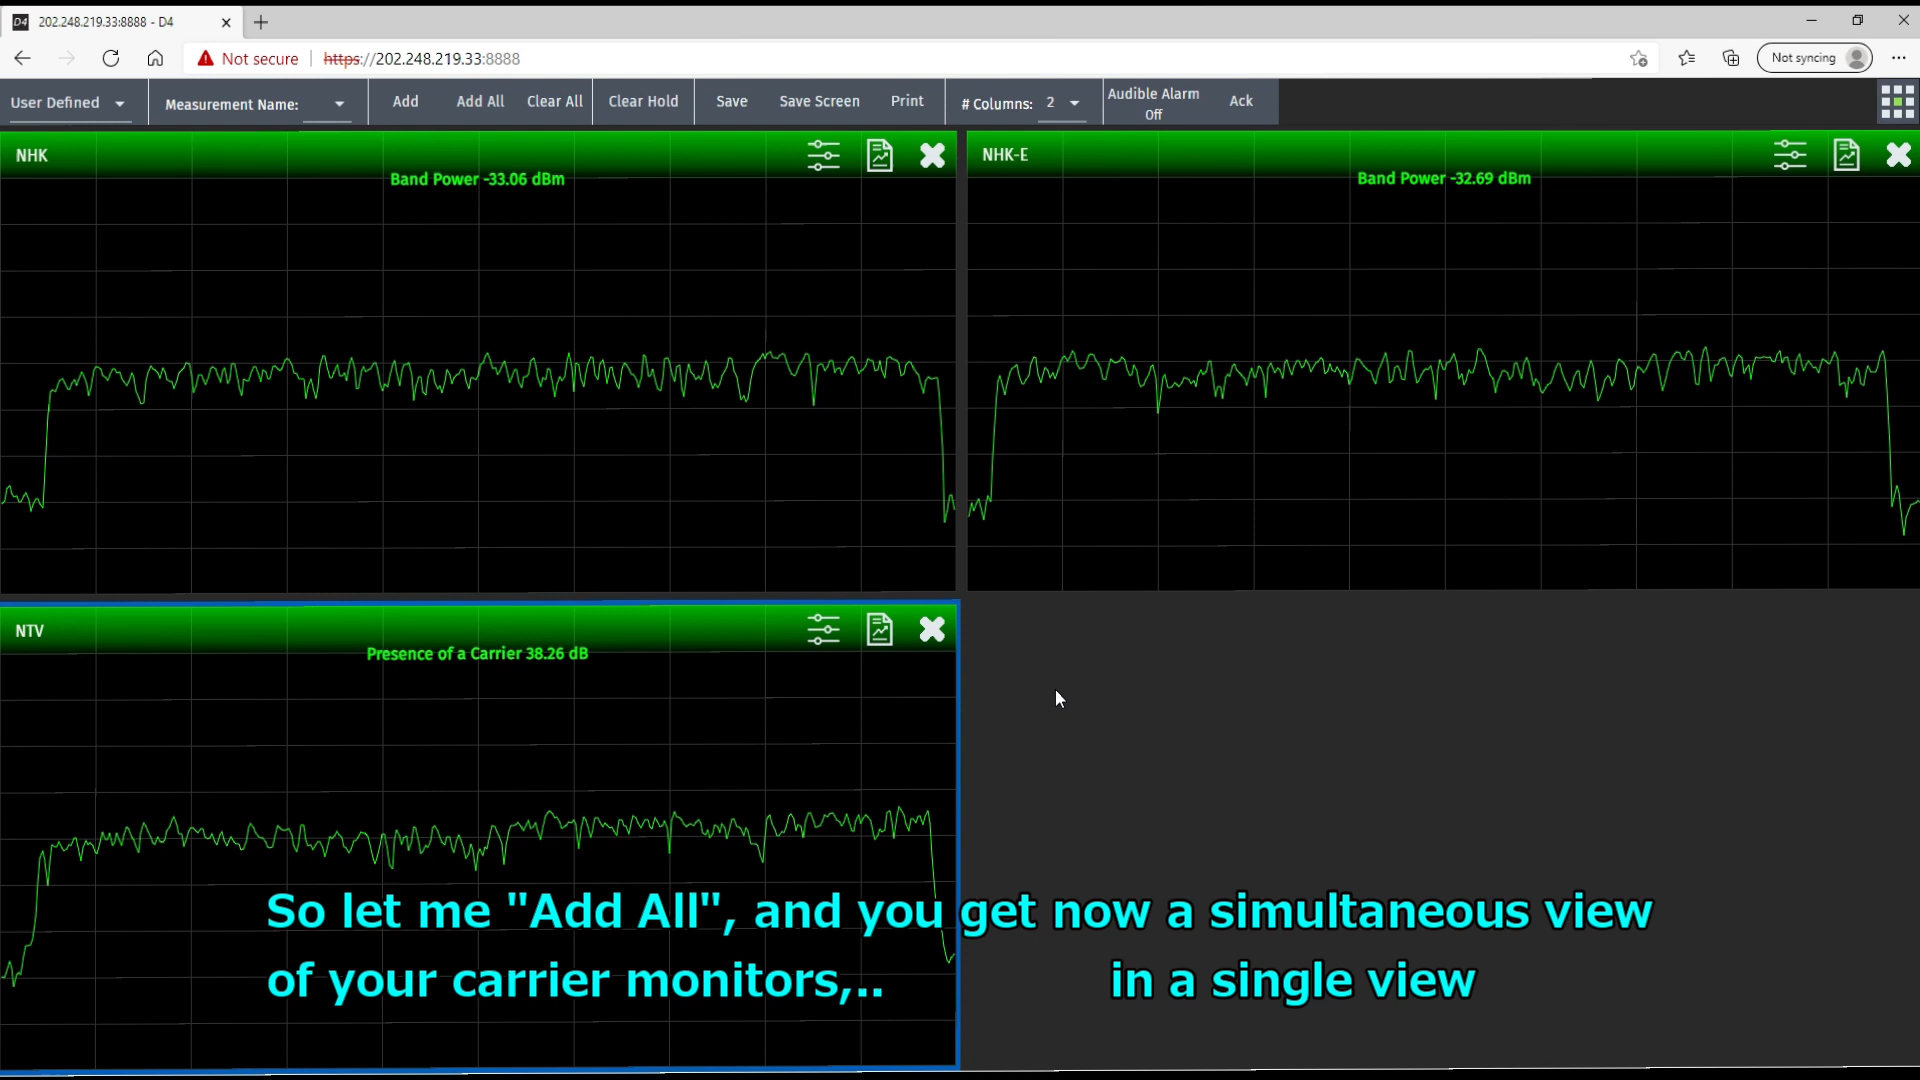 D4 202.248.219.33:8888 - D4
Not secure https://202.248.219.33:8888 Not syncing
User Defined Measurement Name: Add Add All Clear All Clear Hold Save Save Screen Print # Columns: 2 Audible Alarm Off Ack
NHK
Band Power -33.06 dBm
NHK-E
Band Power -32.69 dBm
NTV
Presence of a Carrier 38.26 dB
So let me "Add All", and you get now a simultaneous view
of your carrier monitors,.. in a single view